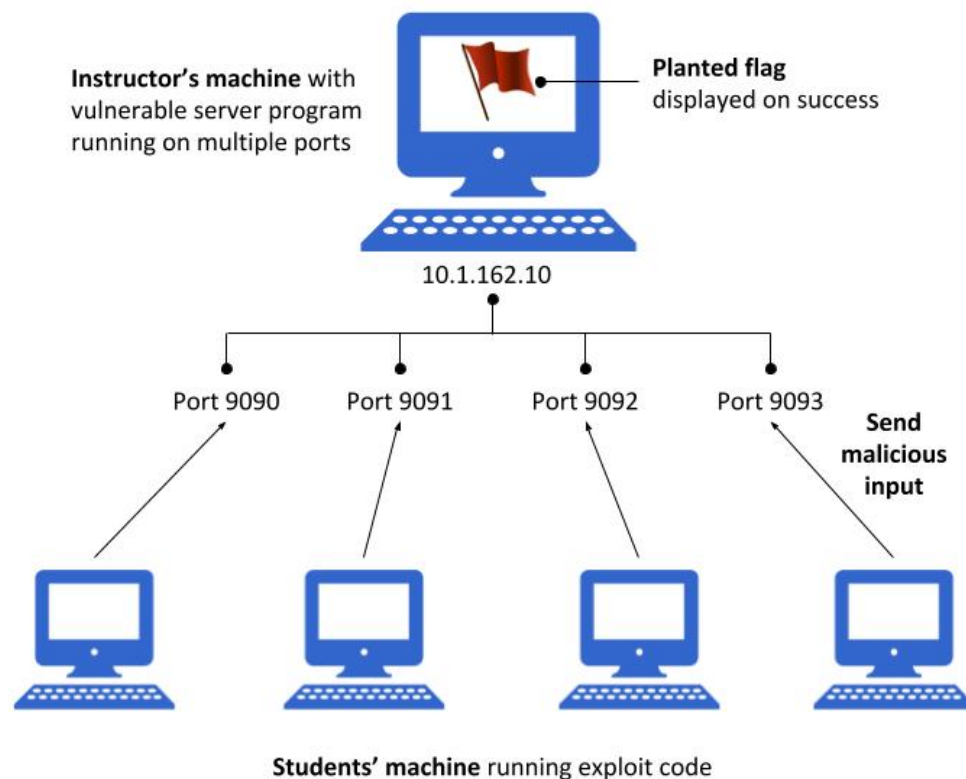 Instructor's machine with
vulnerable server program
running on multiple ports
Planted flag
displayed on success
10.1.162.10
Port 9090
Port 9091
Port 9092
Port 9093
Send
malicious
input
Students' machine running exploit code